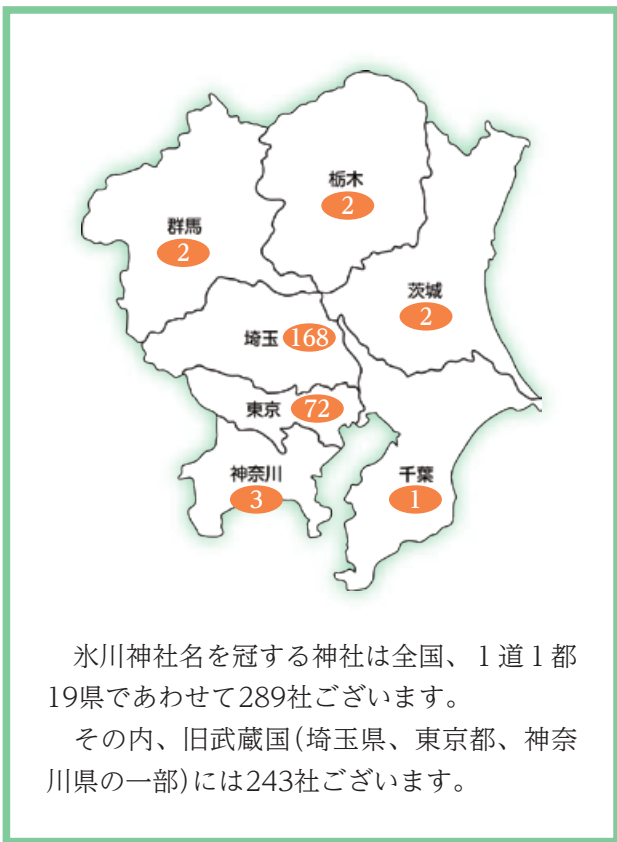 栃木
2
群馬
2
茨城
2
埼玉 168
東京 72
神奈川
3
千葉
1
氷川神社名を冠する神社は全国、１道１都
19県であわせて289社ございます。
その内、旧武蔵国(埼玉県、東京都、神奈
川県の一部)には243社ございます。